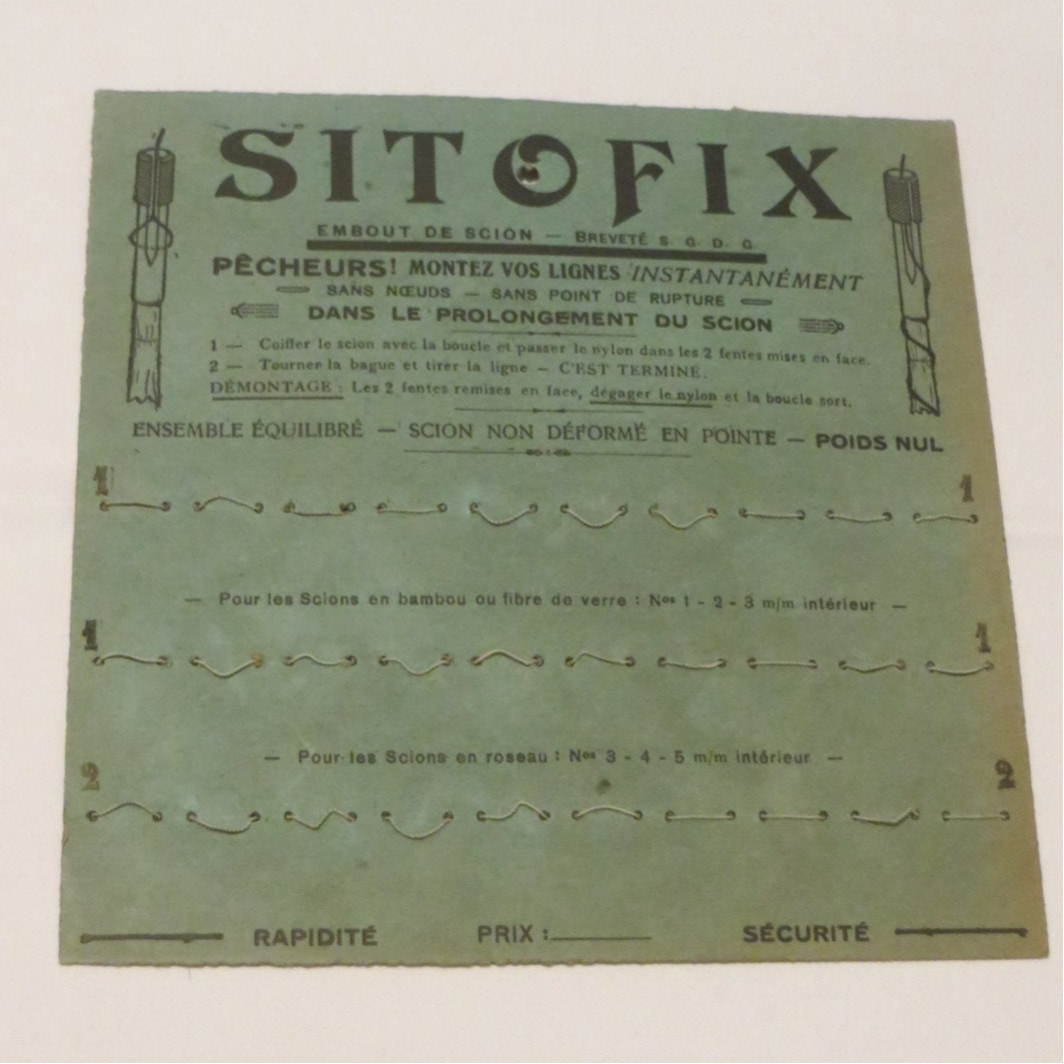 SITOFIX
EMBOUT DE SCION — BREVETÉ S. G. D. G.
PÊCHEURS! MONTEZ VOS LIGNES INSTANTANÉMENT
SANS NŒUDS — SANS POINT DE RUPTURE
DANS LE PROLONGEMENT DU SCION
1 — Coiffer le scion avec la boucle et passer le nylon dans les 2 fentes mises en face.
2 — Tourner la bague et tirer la ligne — C'EST TERMINÉ.
DÉMONTAGE : Les 2 fentes remises en face, dégager le nylon et la boucle sort.
ENSEMBLE ÉQUILIBRÉ — SCION NON DÉFORMÉ EN POINTE — POIDS NUL
1 1
— Pour les Scions en bambou ou fibre de verre : Nos 1 - 2 - 3 m/m intérieur —
1 1
— Pour les Scions en roseau : Nos 3 - 4 - 5 m/m intérieur —
2 2
RAPIDITÉ PRIX : SÉCURITÉ